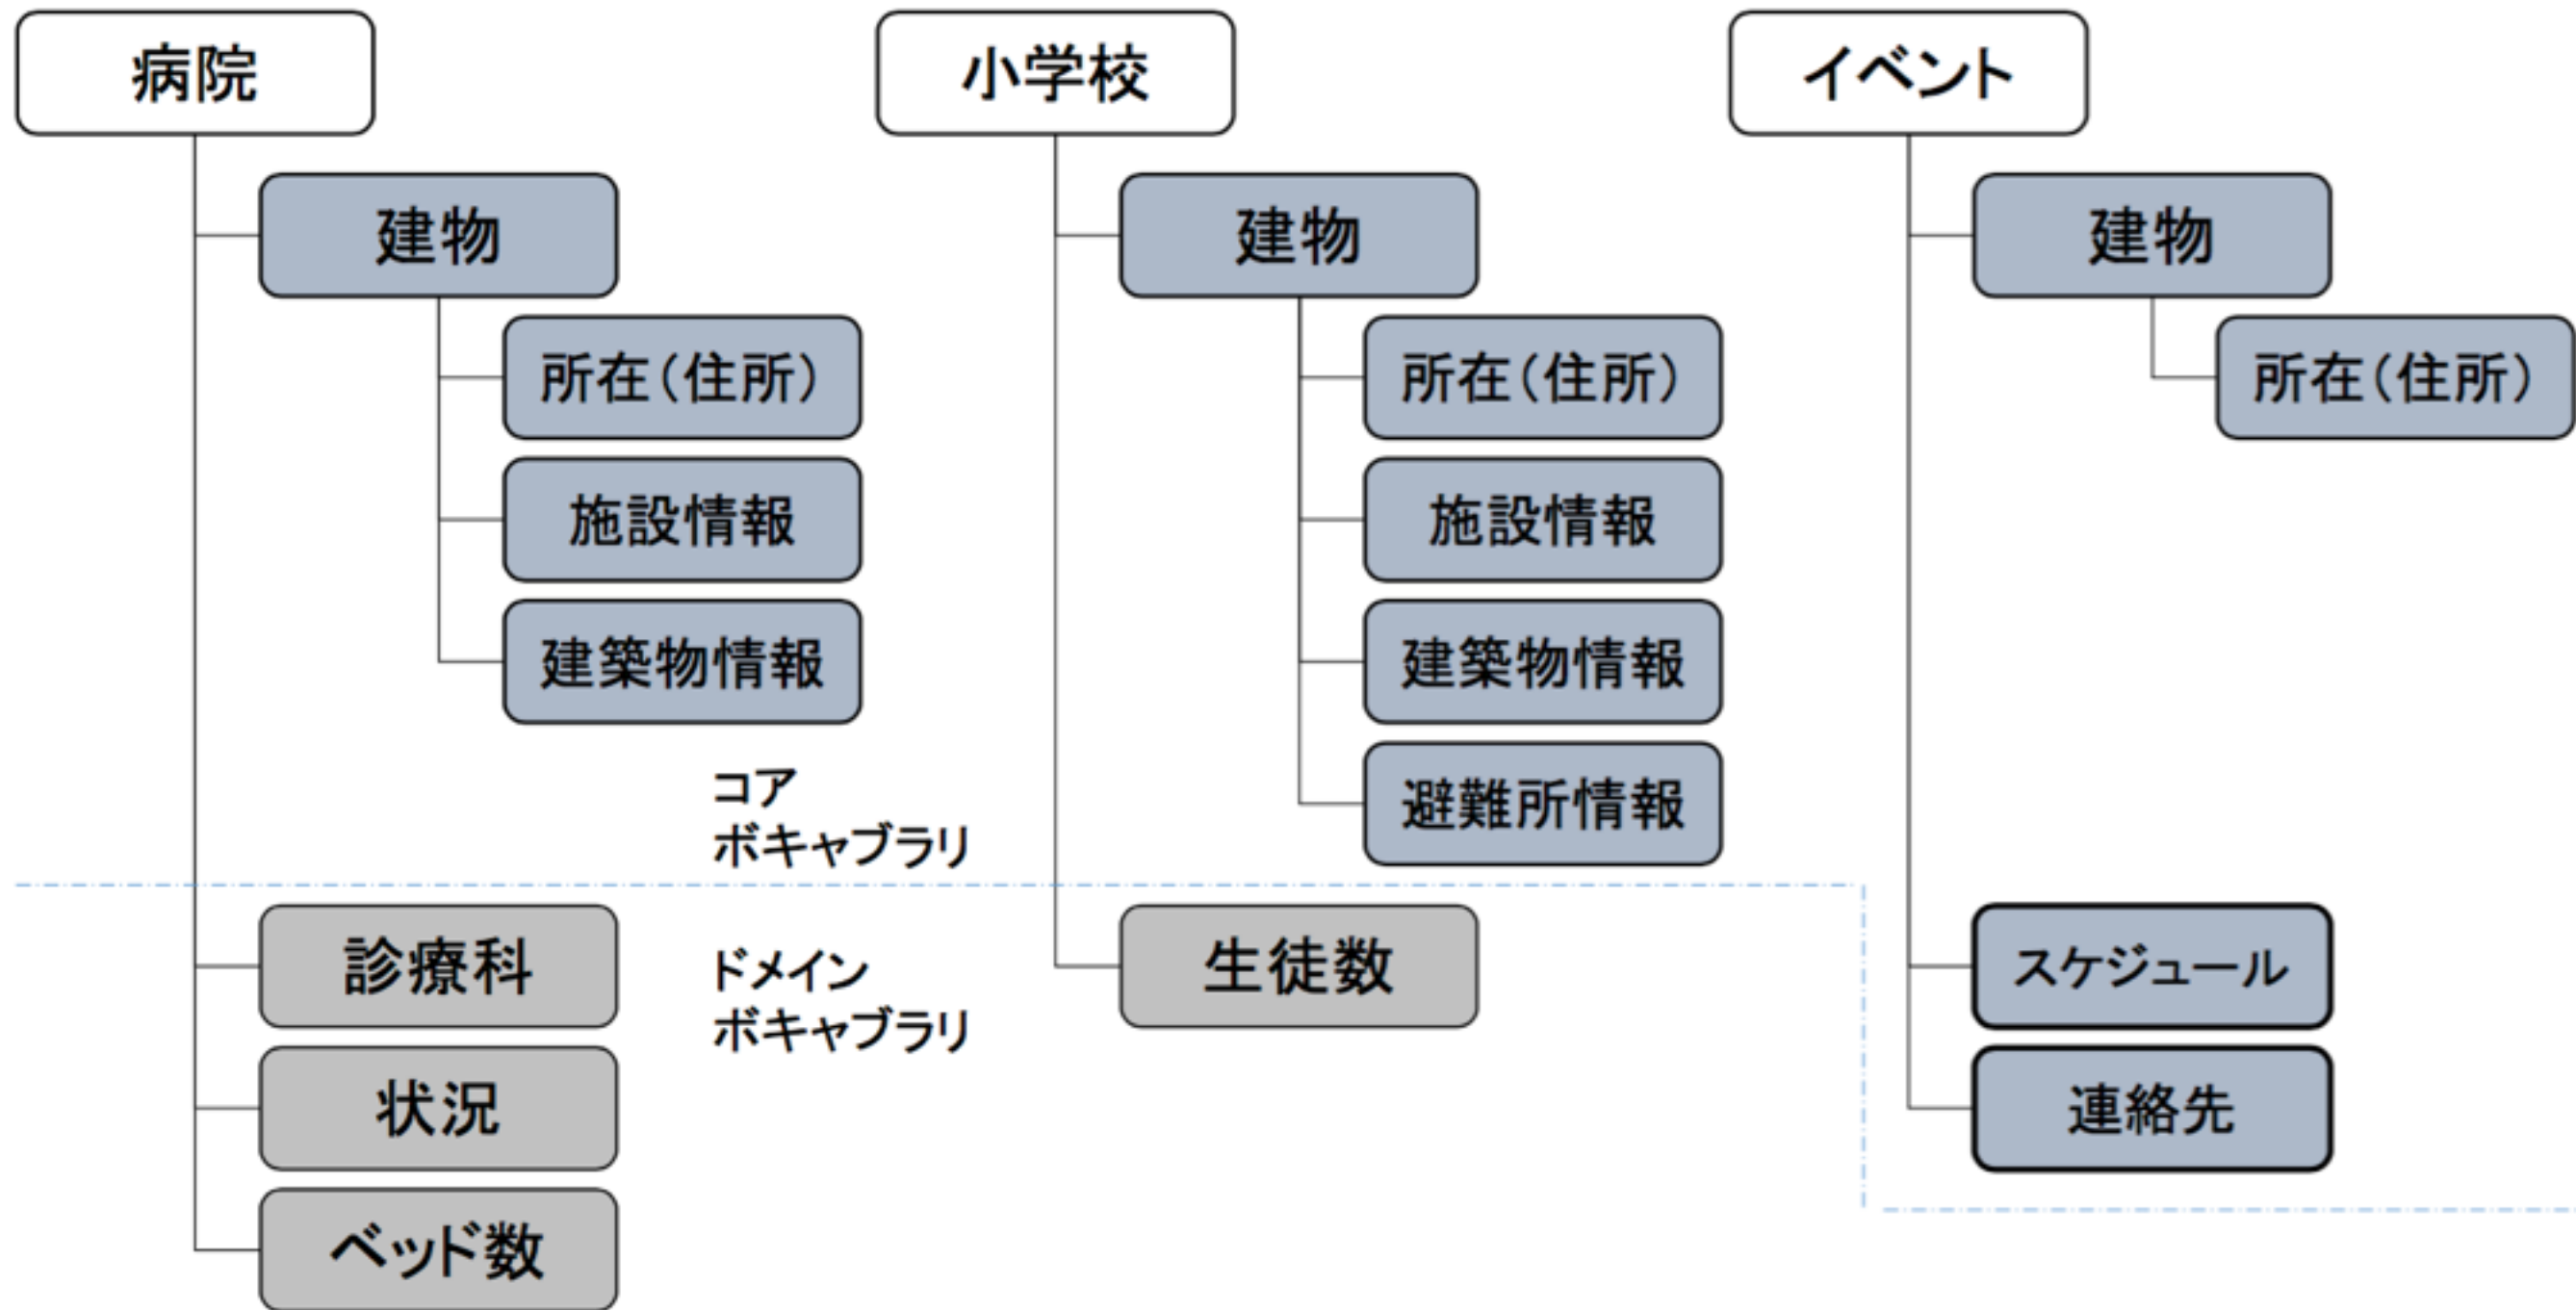 病院
建物
所在(住所)
施設情報
建築物情報
コア
ボキャブラリ
診療科
ドメイン
ボキャブラリ
状況
ベッド数
小学校
建物
所在(住所)
施設情報
建築物情報
避難所情報
生徒数
イベント
建物
所在(住所)
スケジュール
連絡先